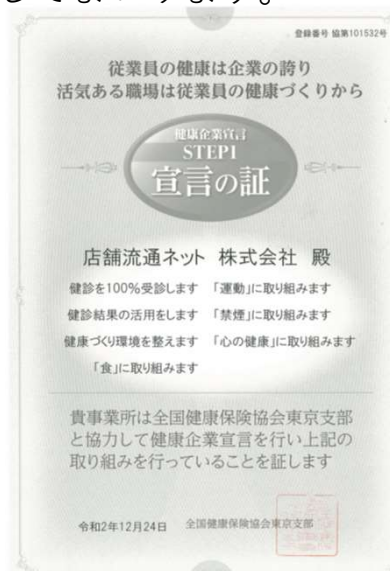 登録番号 協第101532号
従業員の健康は企業の誇り
活気ある職場は従業員の健康づくりから
健康企業宣言
STEP1
宣言の証
店舗流通ネット 株式会社 殿
健診を100%受診します 「運動」に取り組みます
健診結果の活用をします 「禁煙」に取り組みます
健康づくり環境を整えます 「心の健康」に取り組みます
「食」に取り組みます
貴事業所は全国健康保険協会東京支部
と協力して健康企業宣言を行い上記の
取り組みを行っていることを証します
令和2年12月24日 全国健康保険協会東京支部